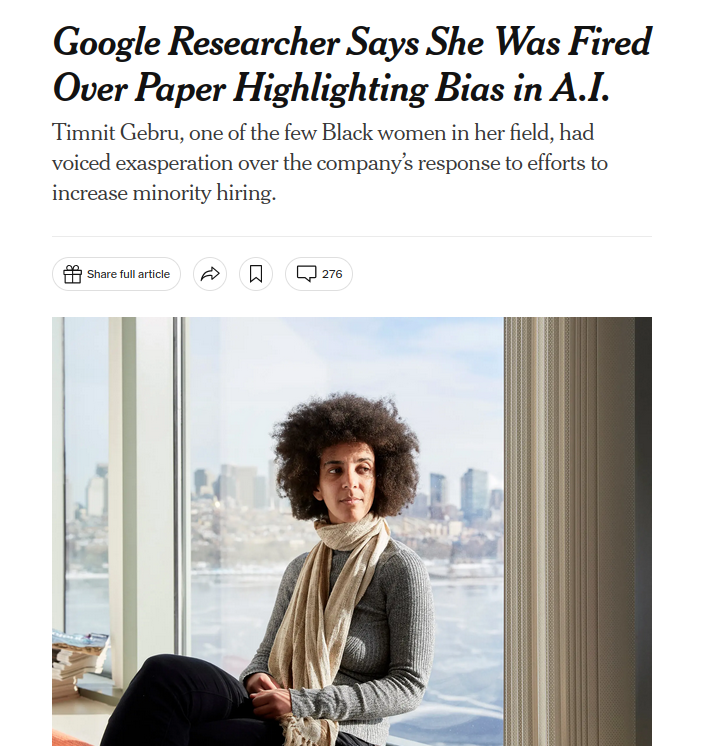 Google Researcher Says She Was Fired
Over Paper Highlighting Bias in A.I.
Timnit Gebru, one of the few Black women in her field, had
voiced exasperation over the company’s response to efforts to
increase minority hiring.
Share full article
276